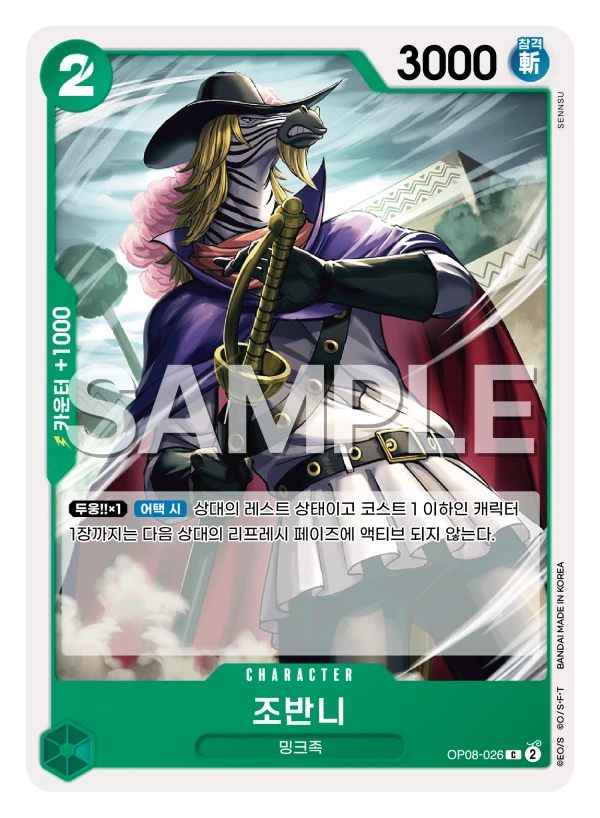 2
3000
참격
斬
SENNSU
⚡카운터 +1000
SAMPLE
두웅!!×1 어택 시 상대의 레스트 상태이고 코스트 1 이하인 캐릭터
1장까지는 다음 상대의 리프레시 페이즈에 액티브 되지 않는다.
CHARACTER
조반니
밍크족
OP08-026 C 2
©EO/S ©O/S·F·T BANDAI MADE IN KOREA